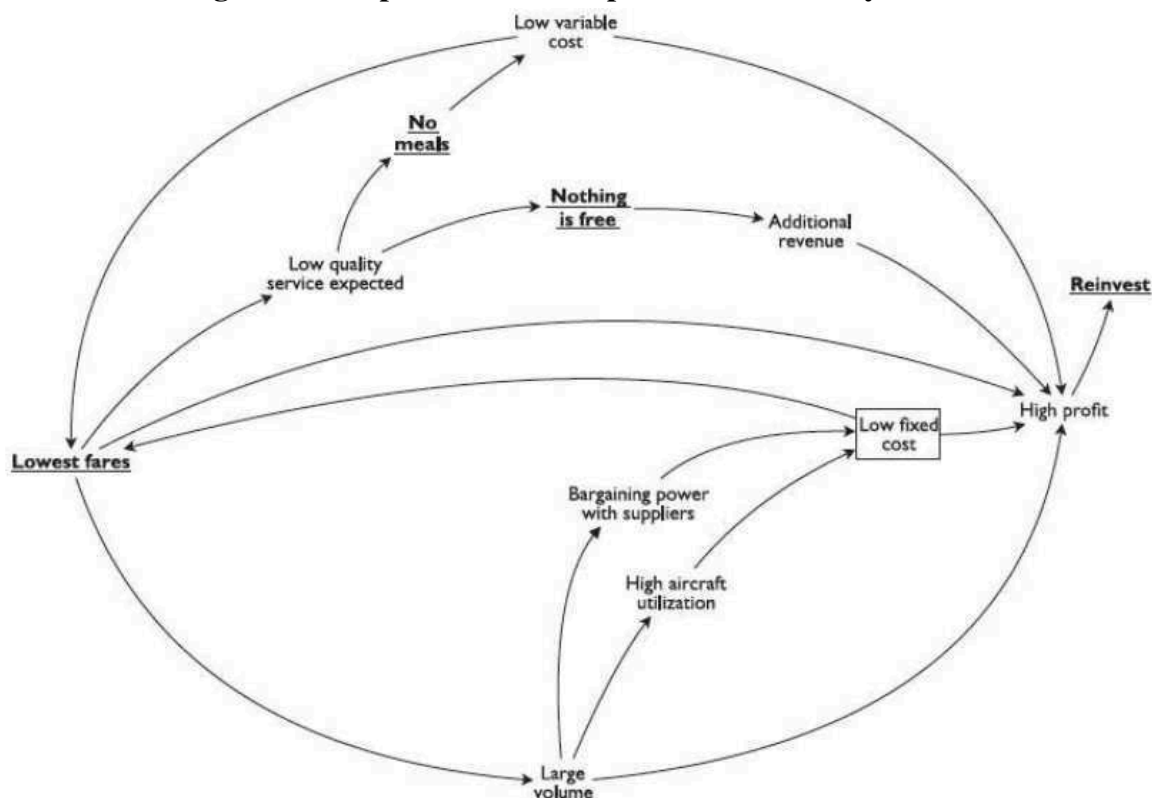 Low variable
cost
No
meals
Nothing
is free
Additional
revenue
Low quality
service expected
Reinvest
High profit
Low fixed
cost
Lowest fares
Bargaining power
with suppliers
High aircraft
utilization
Large
volume